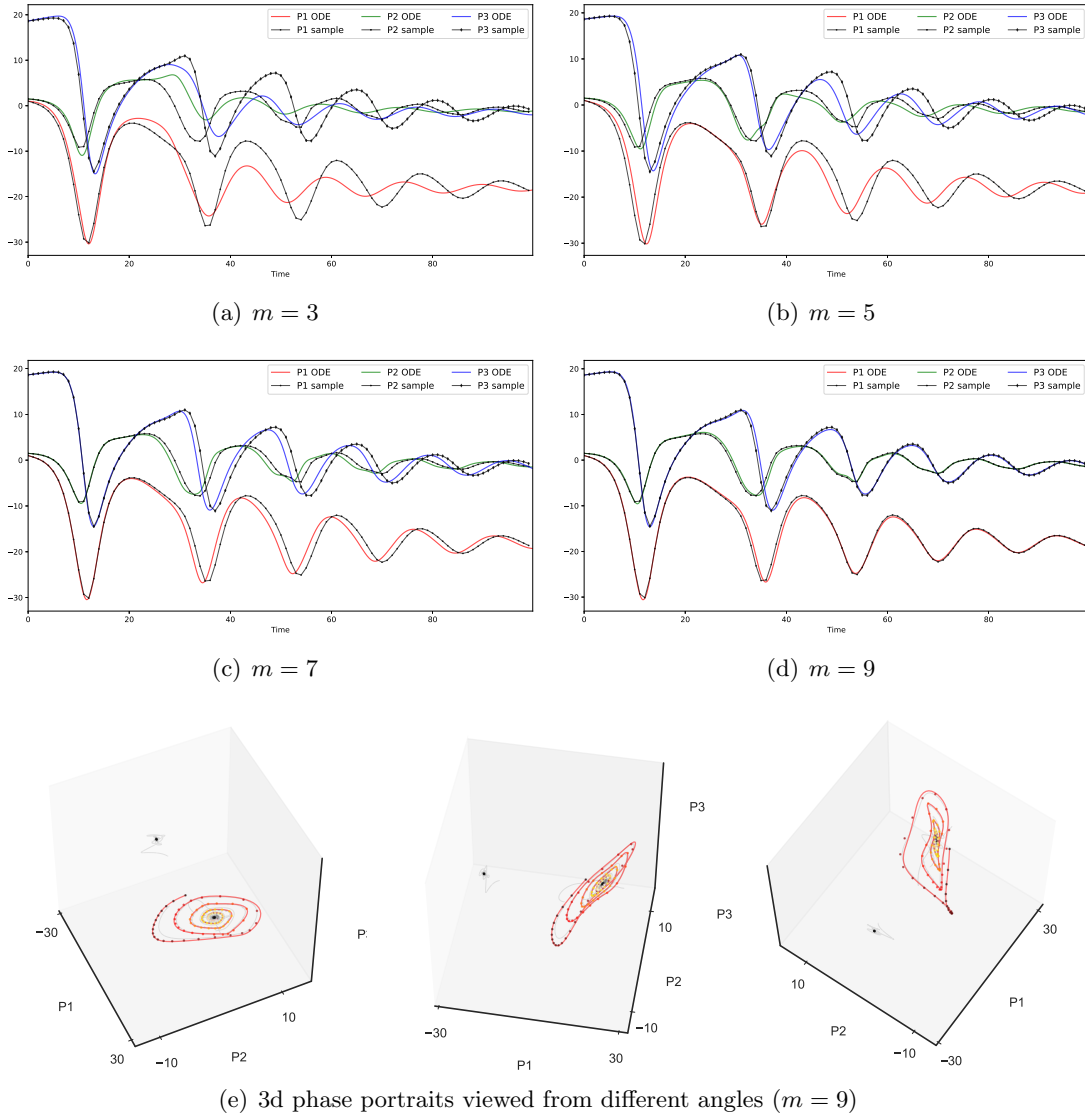 P1 ODE P2 ODE P3 ODE
P1 sample P2 sample P3 sample
20
10
0
−10
−20
−30
0 20 40 60 80
Time
(a) m = 3
P1 ODE P2 ODE P3 ODE
P1 sample P2 sample P3 sample
20
10
0
−10
−20
−30
0 20 40 60 80
Time
(b) m = 5
P1 ODE P2 ODE P3 ODE
P1 sample P2 sample P3 sample
20
10
0
−10
−20
−30
0 20 40 60 80
Time
(c) m = 7
P1 ODE P2 ODE P3 ODE
P1 sample P2 sample P3 sample
20
10
0
−10
−20
−30
0 20 40 60 80
Time
(d) m = 9
−30
P1
30
−10
P2
10
−30
P1
30
−10
P2
10
P3
P3
10
P2
−10
−30
P1
30
(e) 3d phase portraits viewed from different angles (m = 9)